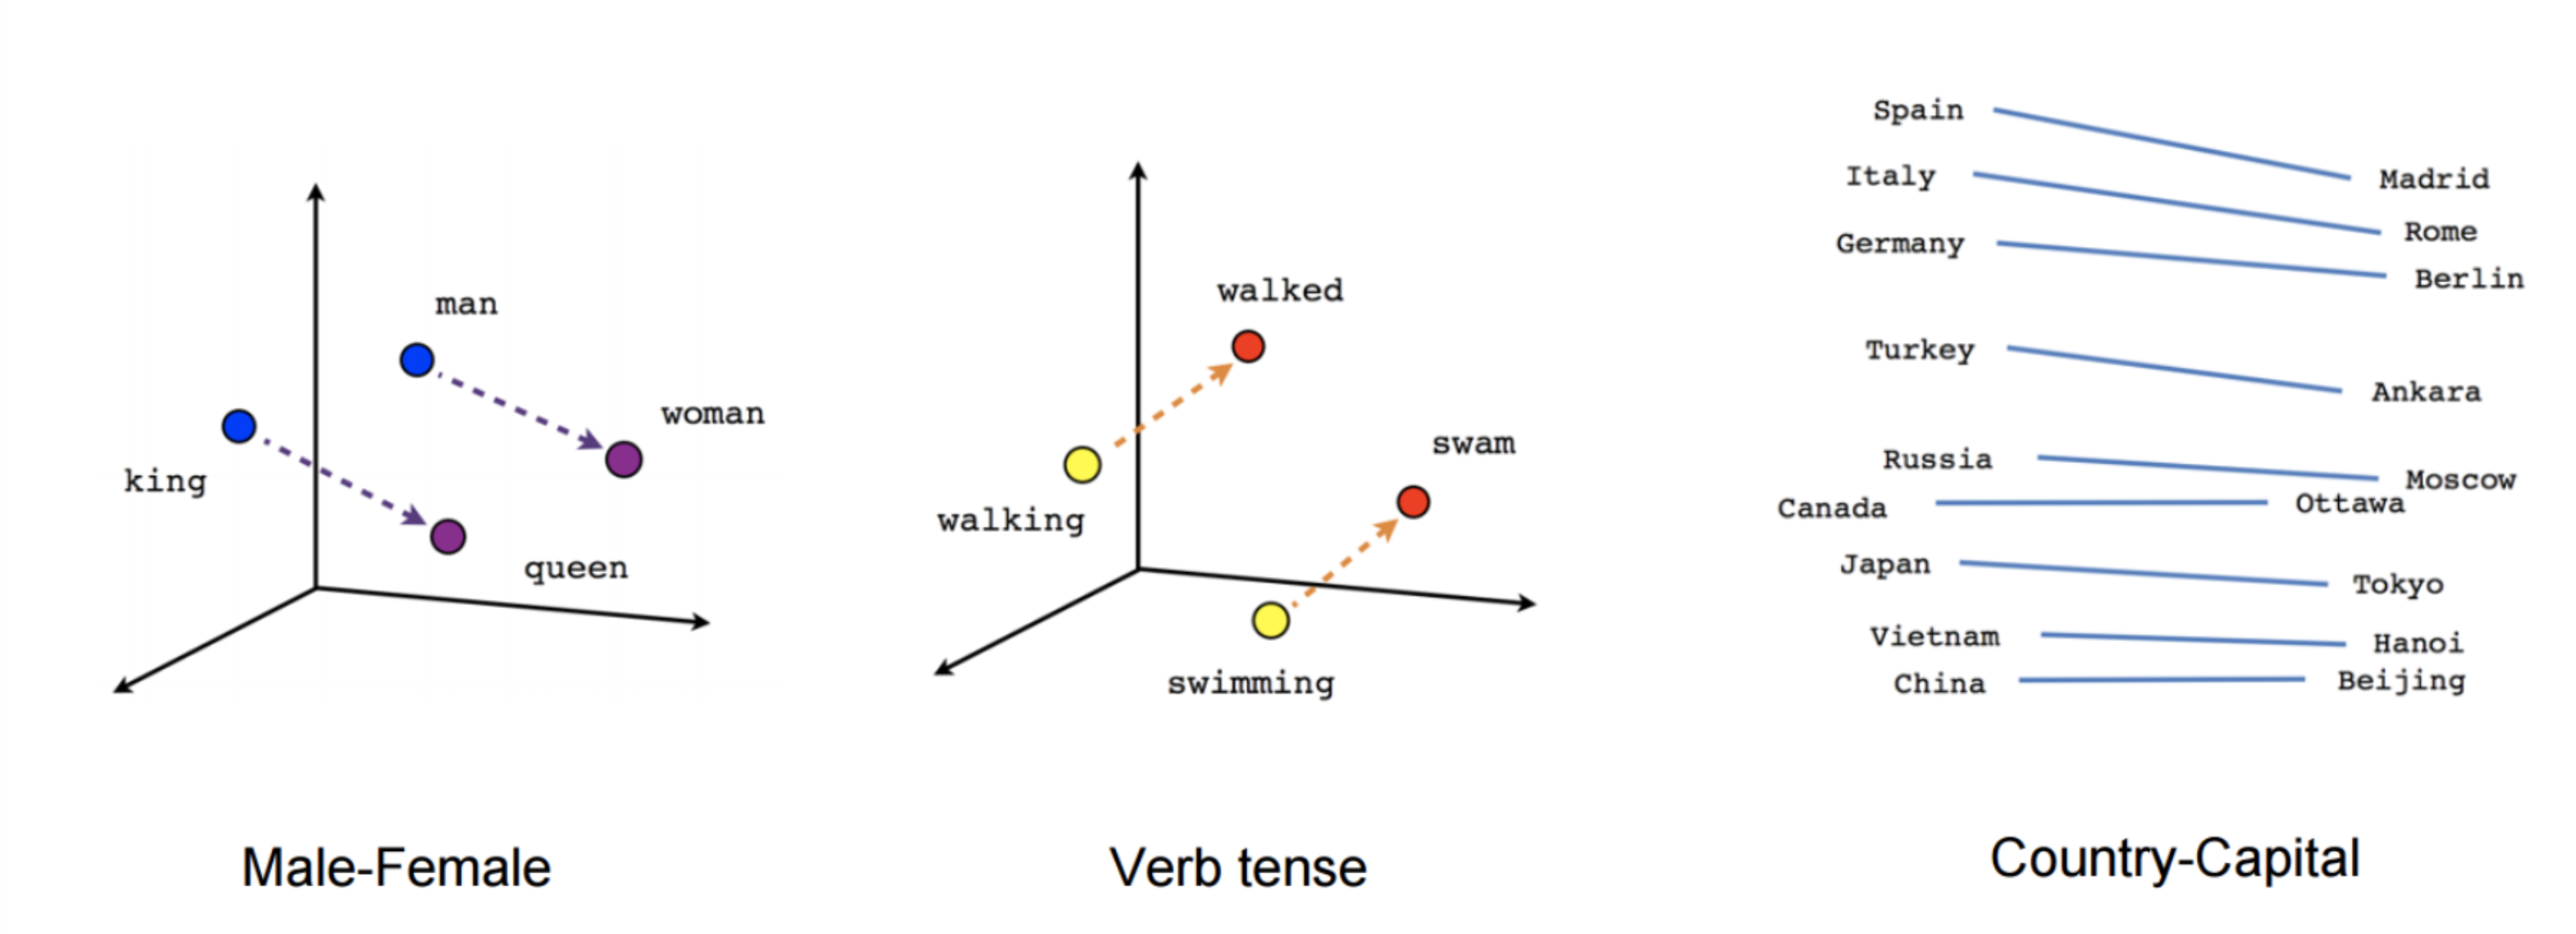 man
woman
king
queen
Male-Female
walked
swam
walking
swimming
Verb tense
Spain
Madrid
Italy
Rome
Germany
Berlin
Turkey
Ankara
Russia
Moscow
Canada
Ottawa
Japan
Tokyo
Vietnam
Hanoi
China
Beijing
Country-Capital